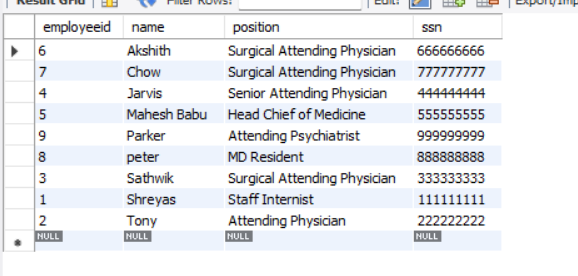 Result Grid Filter Rows: Edit: Export/Imp
employeeid name position ssn
6 Akshith Surgical Attending Physician 666666666
7 Chow Surgical Attending Physician 777777777
4 Jarvis Senior Attending Physician 444444444
5 Mahesh Babu Head Chief of Medicine 555555555
9 Parker Attending Psychiatrist 999999999
8 peter MD Resident 888888888
3 Sathwik Surgical Attending Physician 333333333
1 Shreyas Staff Internist 111111111
2 Tony Attending Physician 222222222
NULL NULL NULL NULL